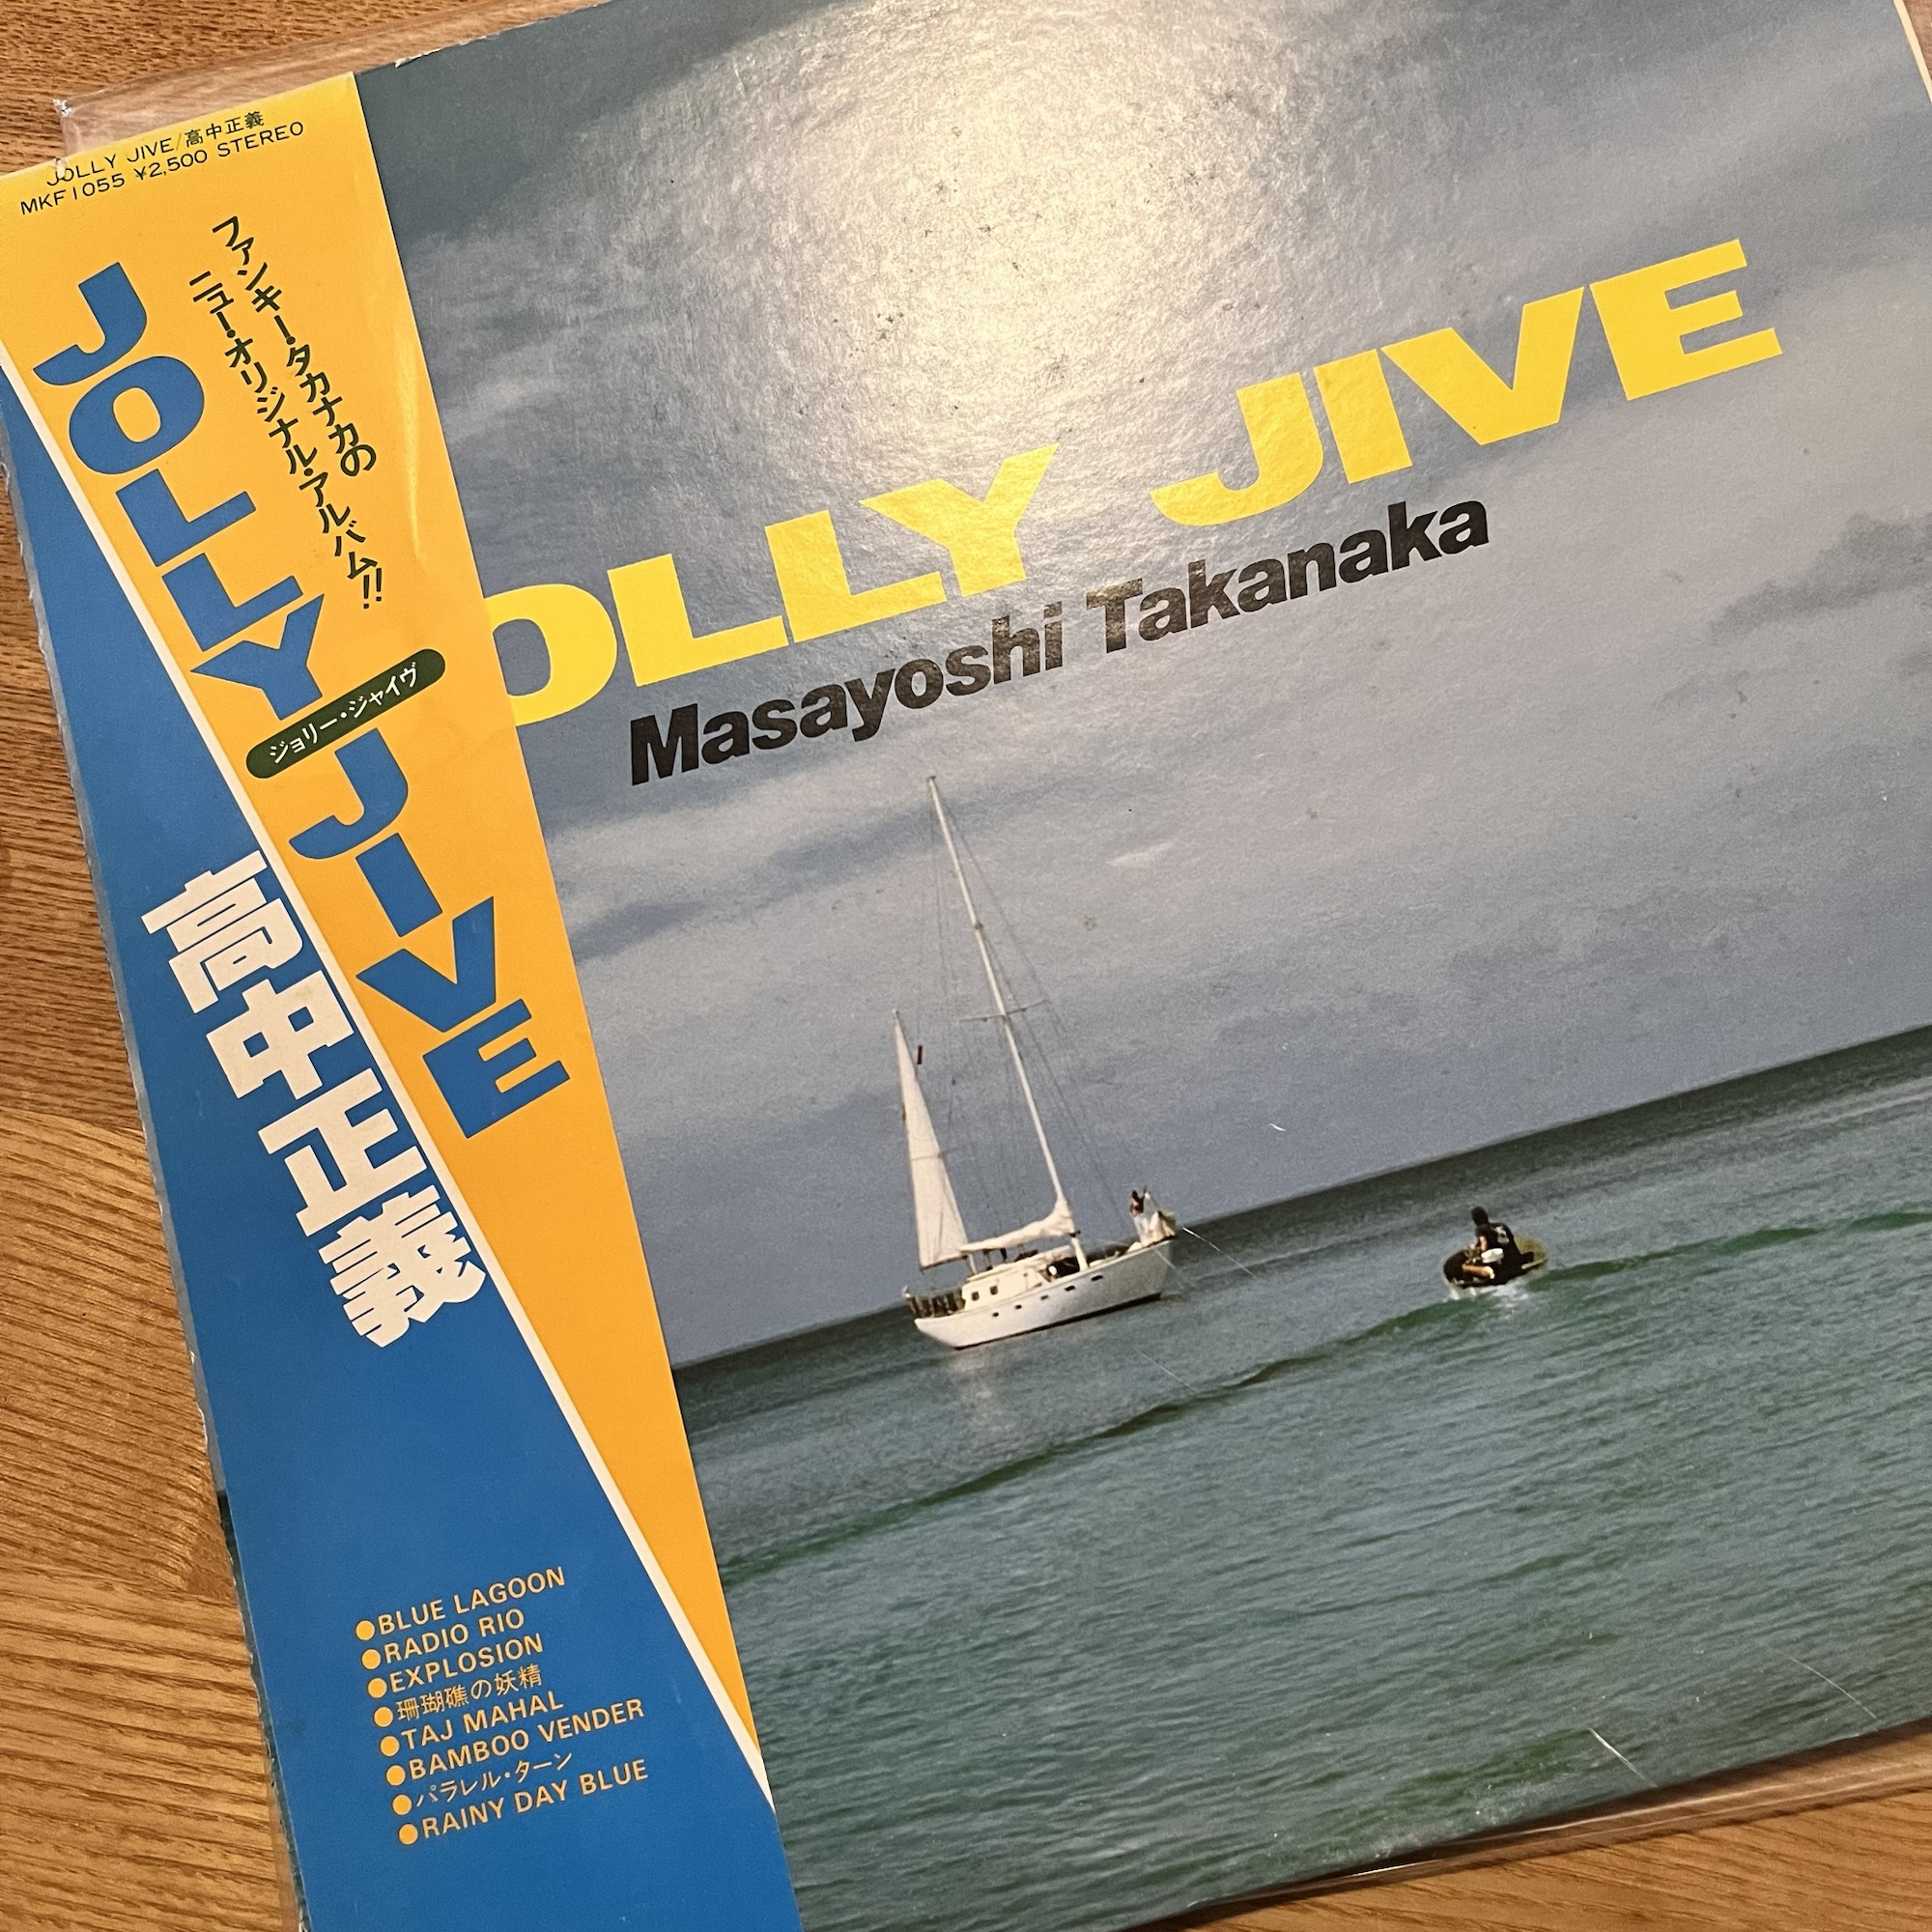 JOLLY JIVE/高中正義
MKF1055 ¥2,500 STEREO
ファンキー・タカナカの
ニュー・オリジナル・アルバム!!
JOLLY JIVE
ジョリー・ジャイヴ
高中正義
●BLUE LAGOON
●RADIO RIO
●EXPLOSION
●珊瑚礁の妖精
●TAJ MAHAL
●BAMBOO VENDER
●パラレル・ターン
●RAINY DAY BLUE
OLLY JIVE
Masayoshi Takanaka